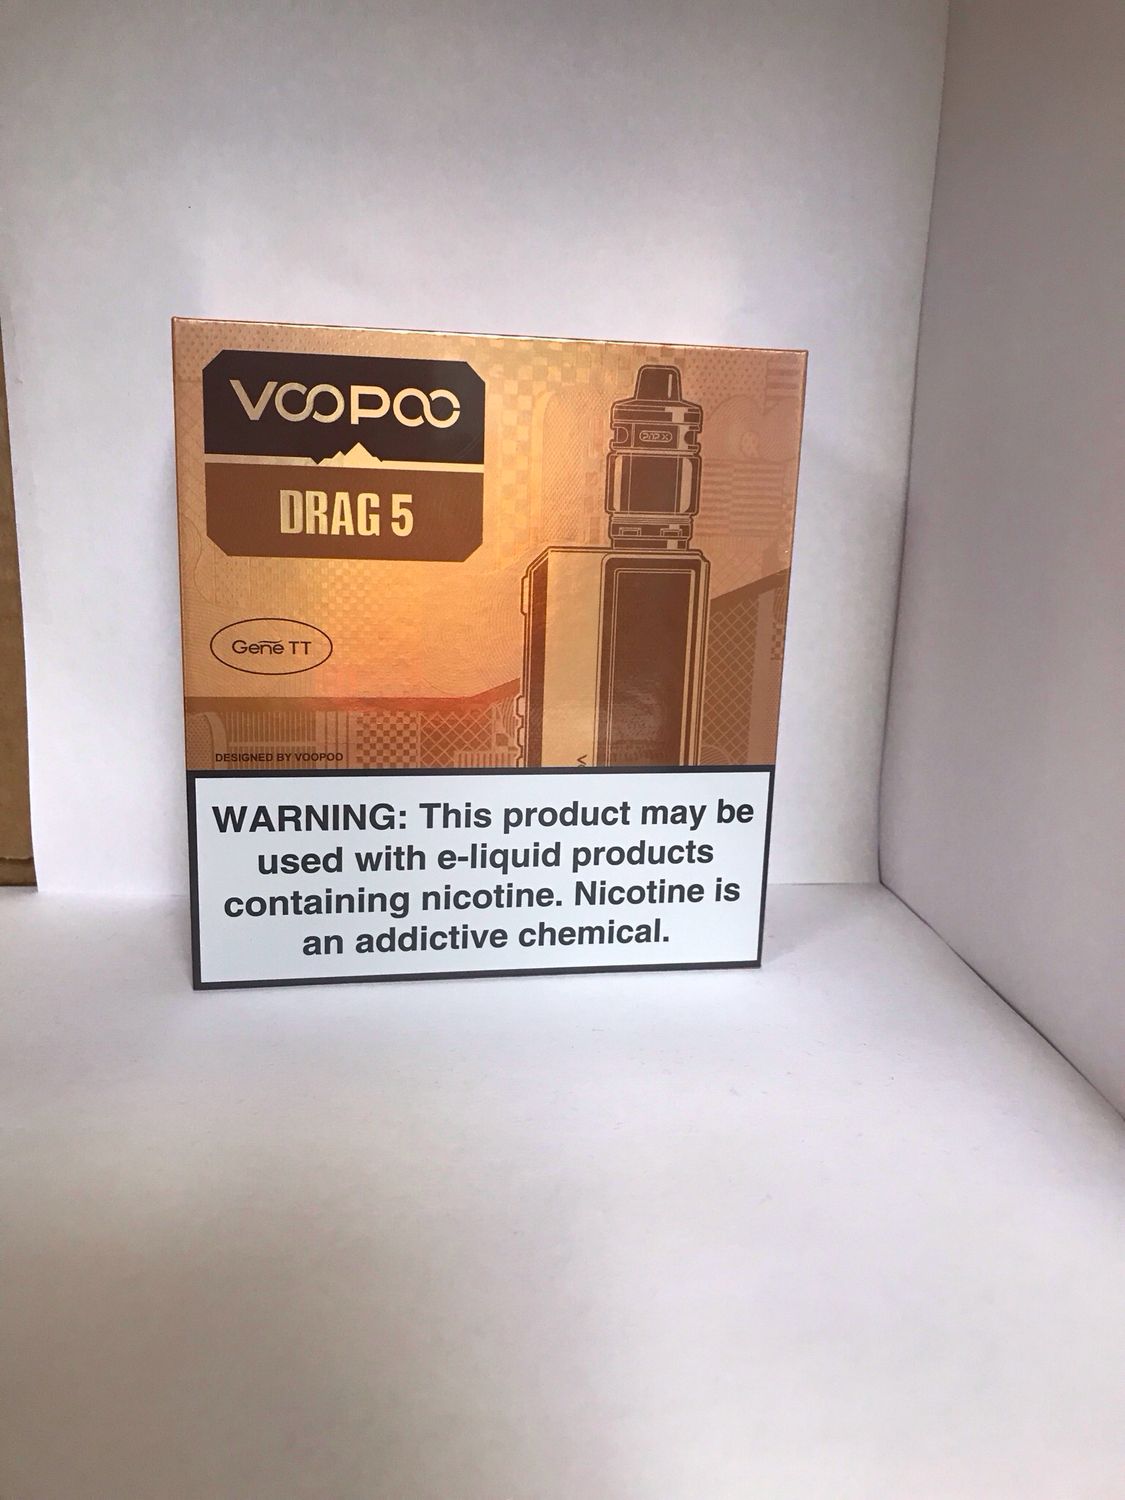 VOOPOO
DRAG 5
PnP X
Gene TT
DESIGNED BY VOOPOO
WARNING: This product may be
used with e-liquid products
containing nicotine. Nicotine is
an addictive chemical.